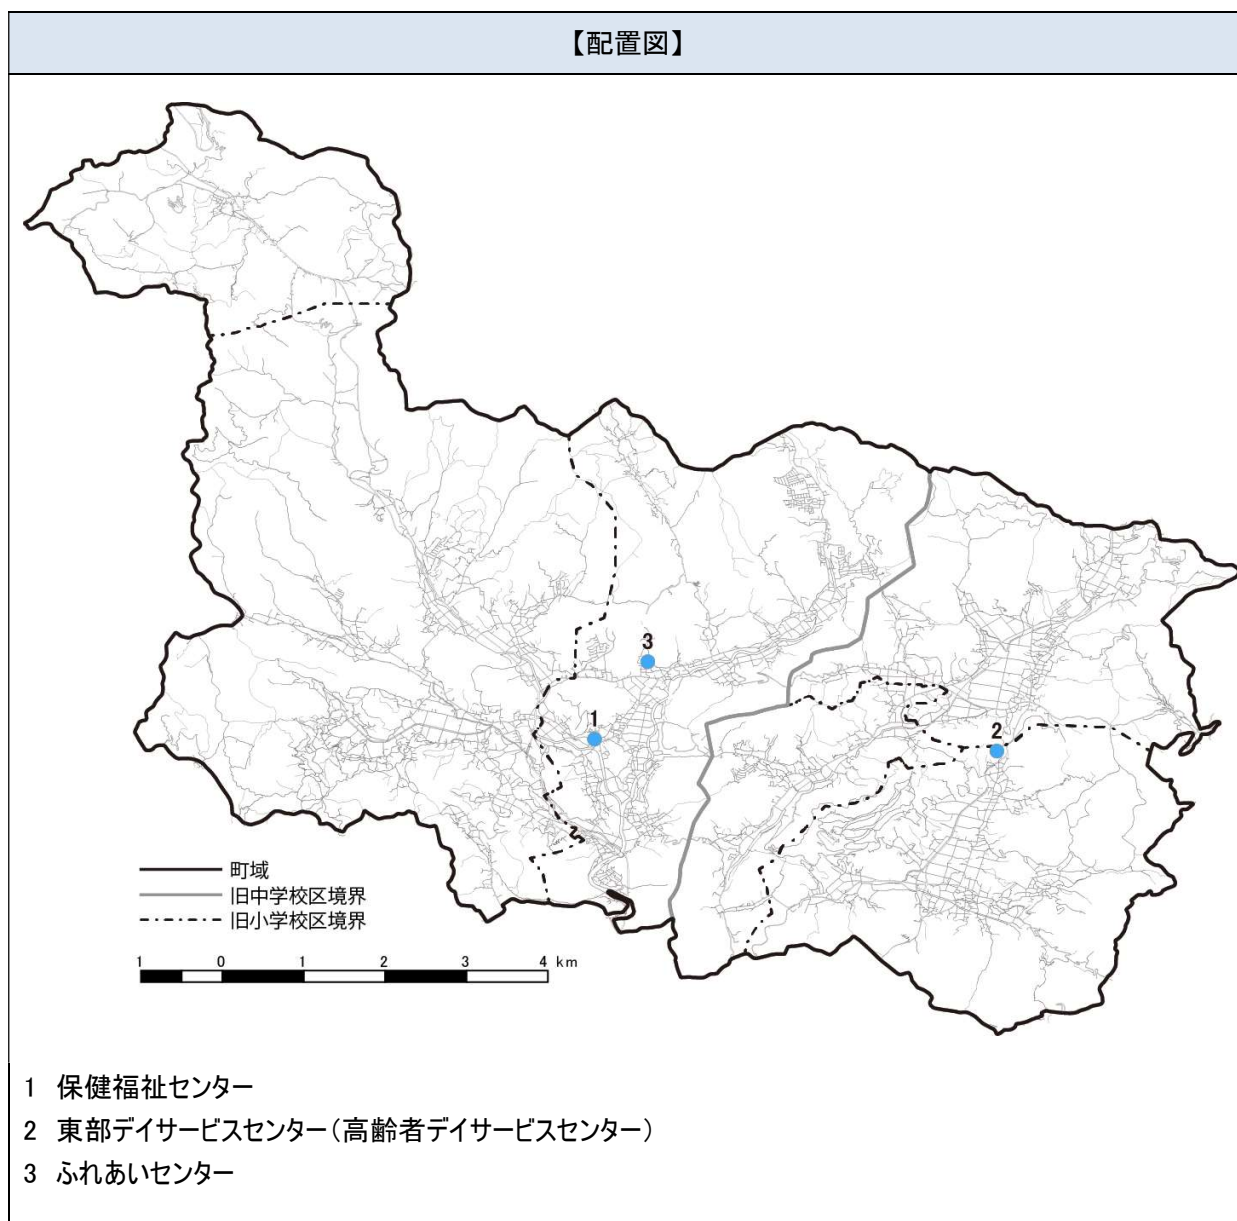 【配置図】
3
1
2
町域
旧中学校区境界
旧小学校区境界
1 0 1 2 3 4 km
1 保健福祉センター
2 東部デイサービスセンター（高齢者デイサービスセンター）
3 ふれあいセンター